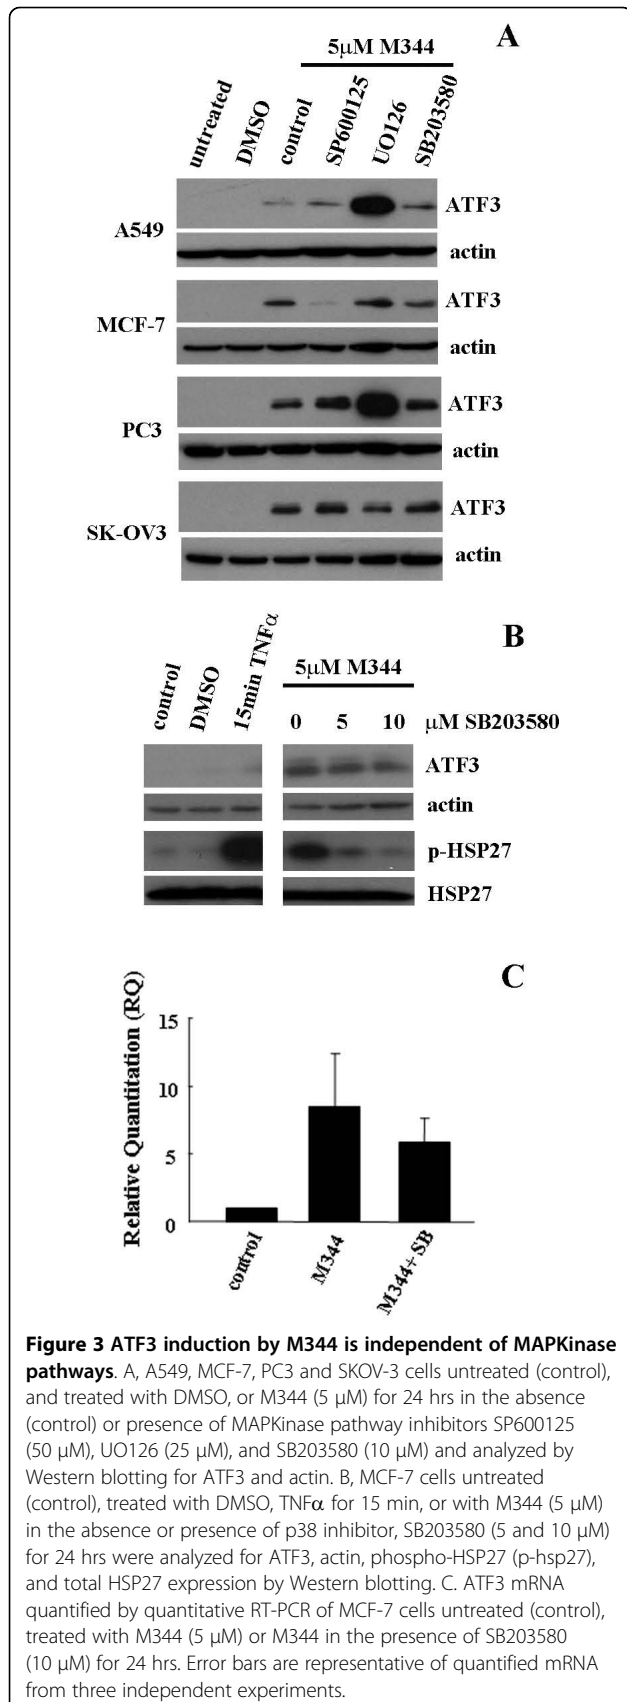 A
5μM M344
untreated
DMSO
control
SP600125
UO126
SB203580
A549
ATF3
actin
MCF-7
ATF3
actin
PC3
ATF3
actin
SK-OV3
ATF3
actin
B
control
DMSO
15min TNFα
5μM M344
0 5 10 μM SB203580
ATF3
actin
p-HSP27
HSP27
C
Relative Quantitation (RQ)
15
10
5
0
control
M344
M344+ SB
Figure 3 ATF3 induction by M344 is independent of MAPKinase
pathways. A, A549, MCF-7, PC3 and SKOV-3 cells untreated (control),
and treated with DMSO, or M344 (5 μM) for 24 hrs in the absence
(control) or presence of MAPKinase pathway inhibitors SP600125
(50 μM), UO126 (25 μM), and SB203580 (10 μM) and analyzed by
Western blotting for ATF3 and actin. B, MCF-7 cells untreated
(control), treated with DMSO, TNFα for 15 min, or with M344 (5 μM)
in the absence or presence of p38 inhibitor, SB203580 (5 and 10 μM)
for 24 hrs were analyzed for ATF3, actin, phospho-HSP27 (p-hsp27),
and total HSP27 expression by Western blotting. C. ATF3 mRNA
quantified by quantitative RT-PCR of MCF-7 cells untreated (control),
treated with M344 (5 μM) or M344 in the presence of SB203580
(10 μM) for 24 hrs. Error bars are representative of quantified mRNA
from three independent experiments.